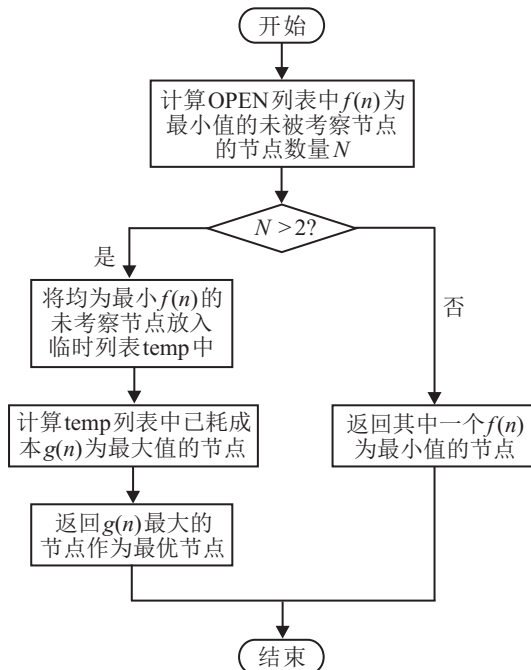 开始
计算OPEN列表中f(n)为
最小值的未被考察节点
的节点数量N
N>2?
是
否
将均为最小f(n)的
未考察节点放入
临时列表temp中
计算temp列表中已耗成
本g(n)为最大值的节点
返回其中一个f(n)
为最小值的节点
返回g(n)最大的
节点作为最优节点
结束